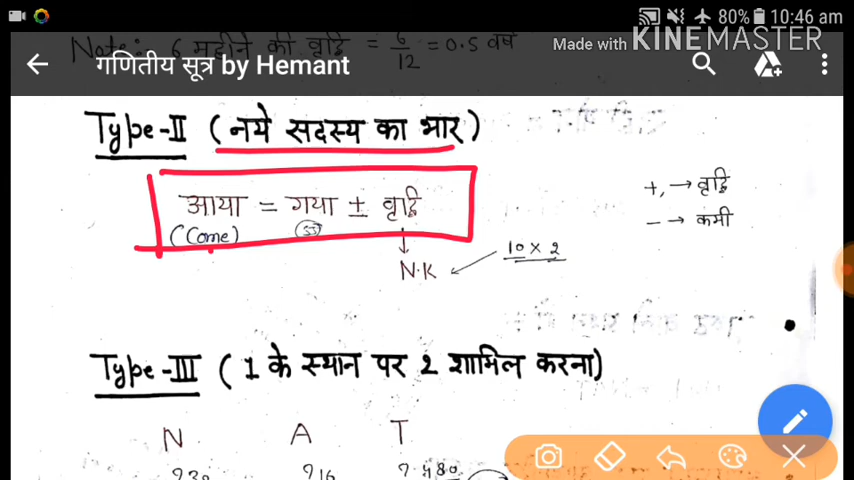 80% 10:46 am
Note: 6 महीने की वृद्धि = 6/12 = 0.5 वर्ष
Made with KINEMASTER
गणितीय सूत्र by Hemant
Type-II (नये सदस्य का भार)
आया = गया ± वृद्धि
(Come)
+, → वृद्धि
- → कमी
10 × 2
N.K
Type-III (1 के स्थान पर 2 शामिल करना)
N A T